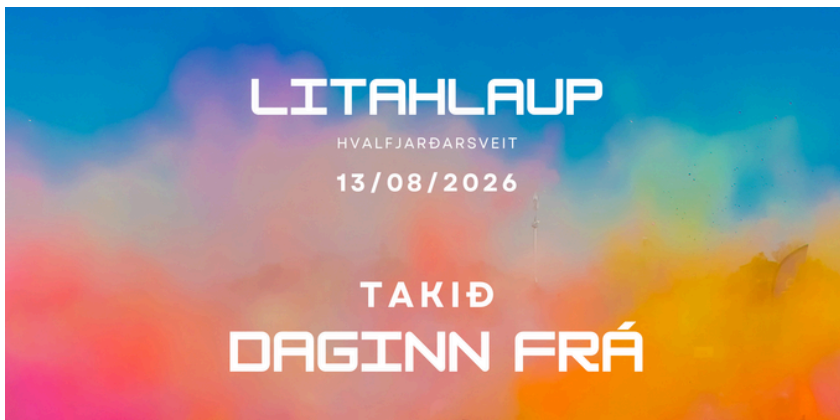 LITAHLAUP
HVALFJARÐARSVEIT
13/08/2026
TAKIÐ
DAGINN FRÁ